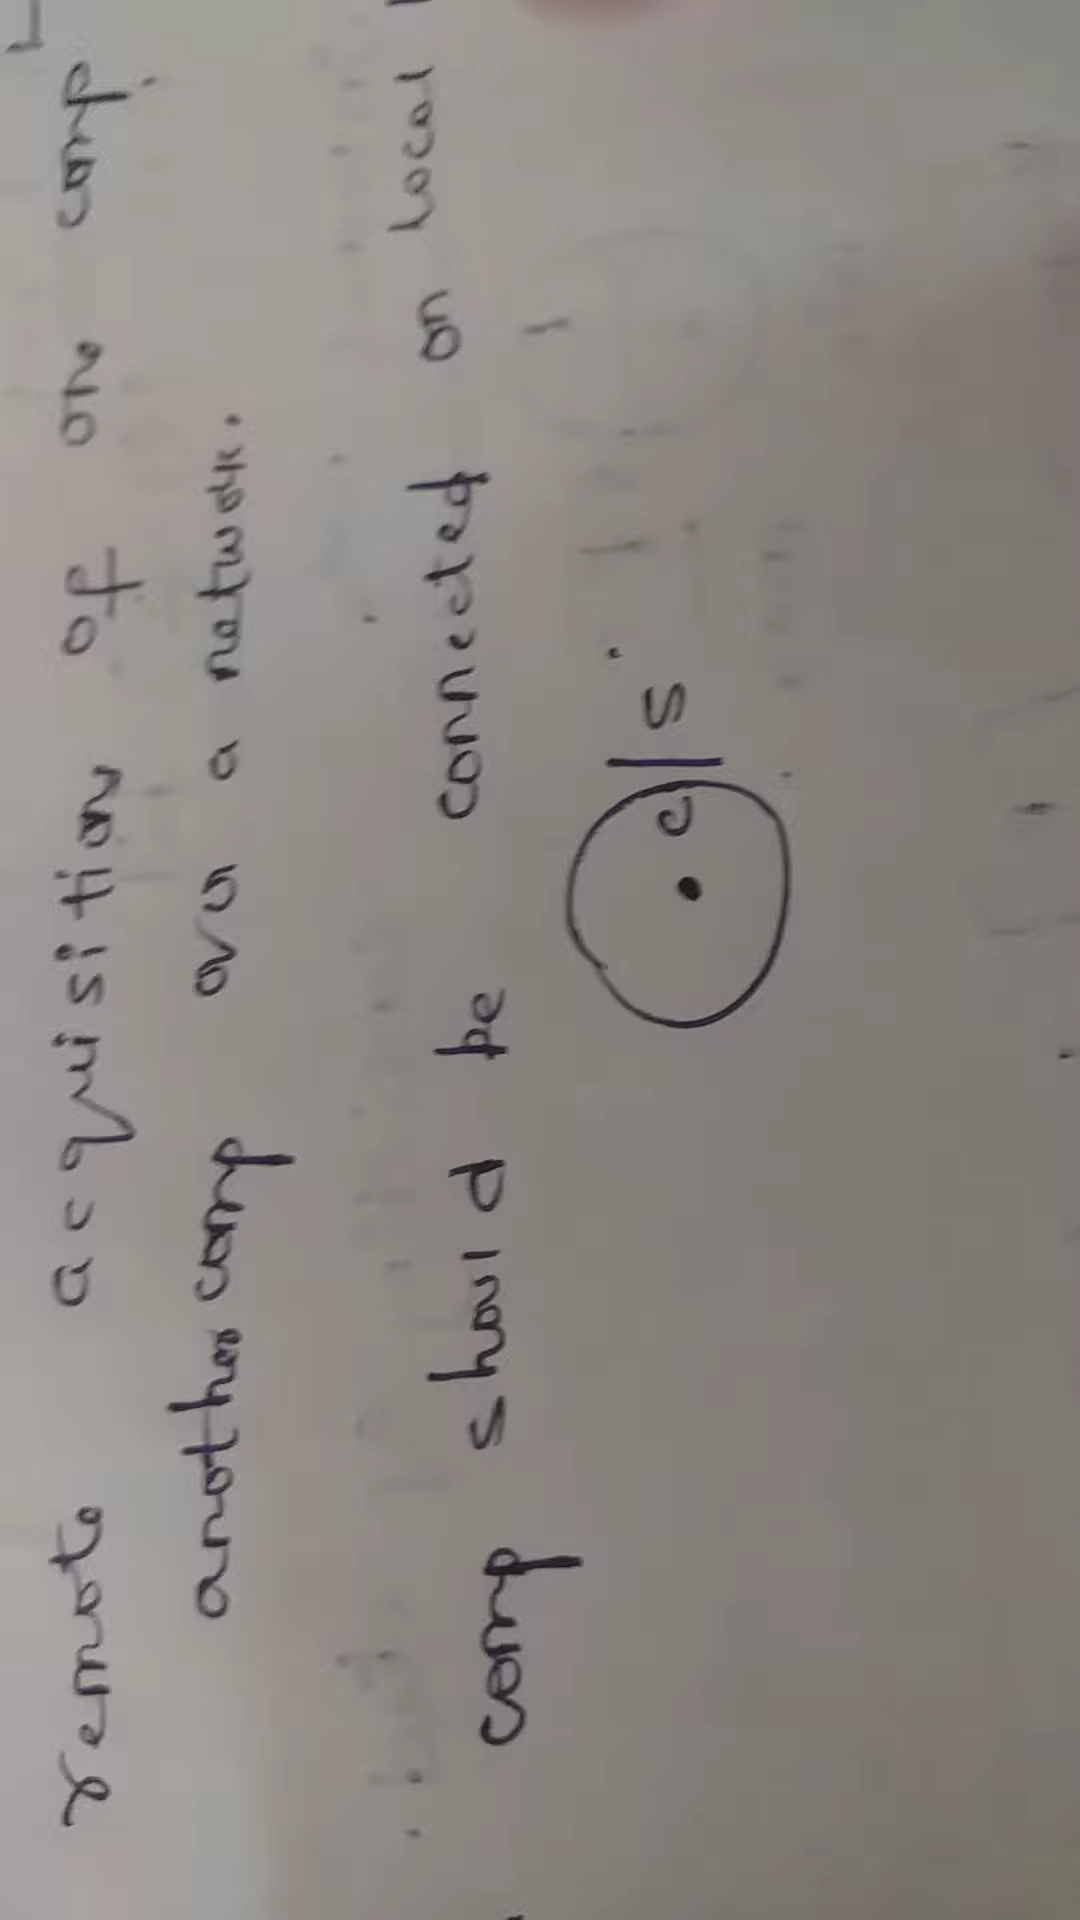 remote acquisition of one comp
another comp over a network.
comp should be connected on local
c | s